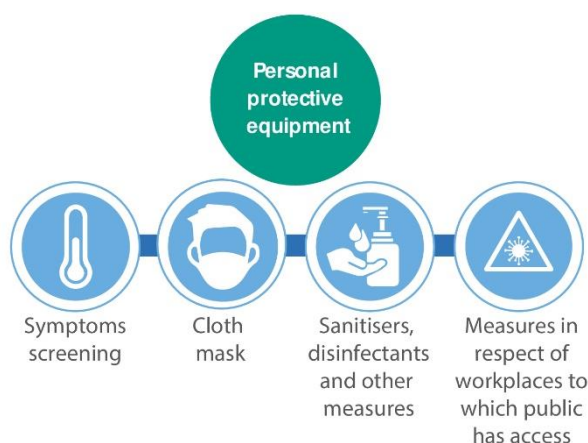 Personal
protective
equipment
Symptoms
screening
Cloth
mask
Sanitisers,
disinfectants
and other
measures
Measures in
respect of
workplaces to
which public
has access